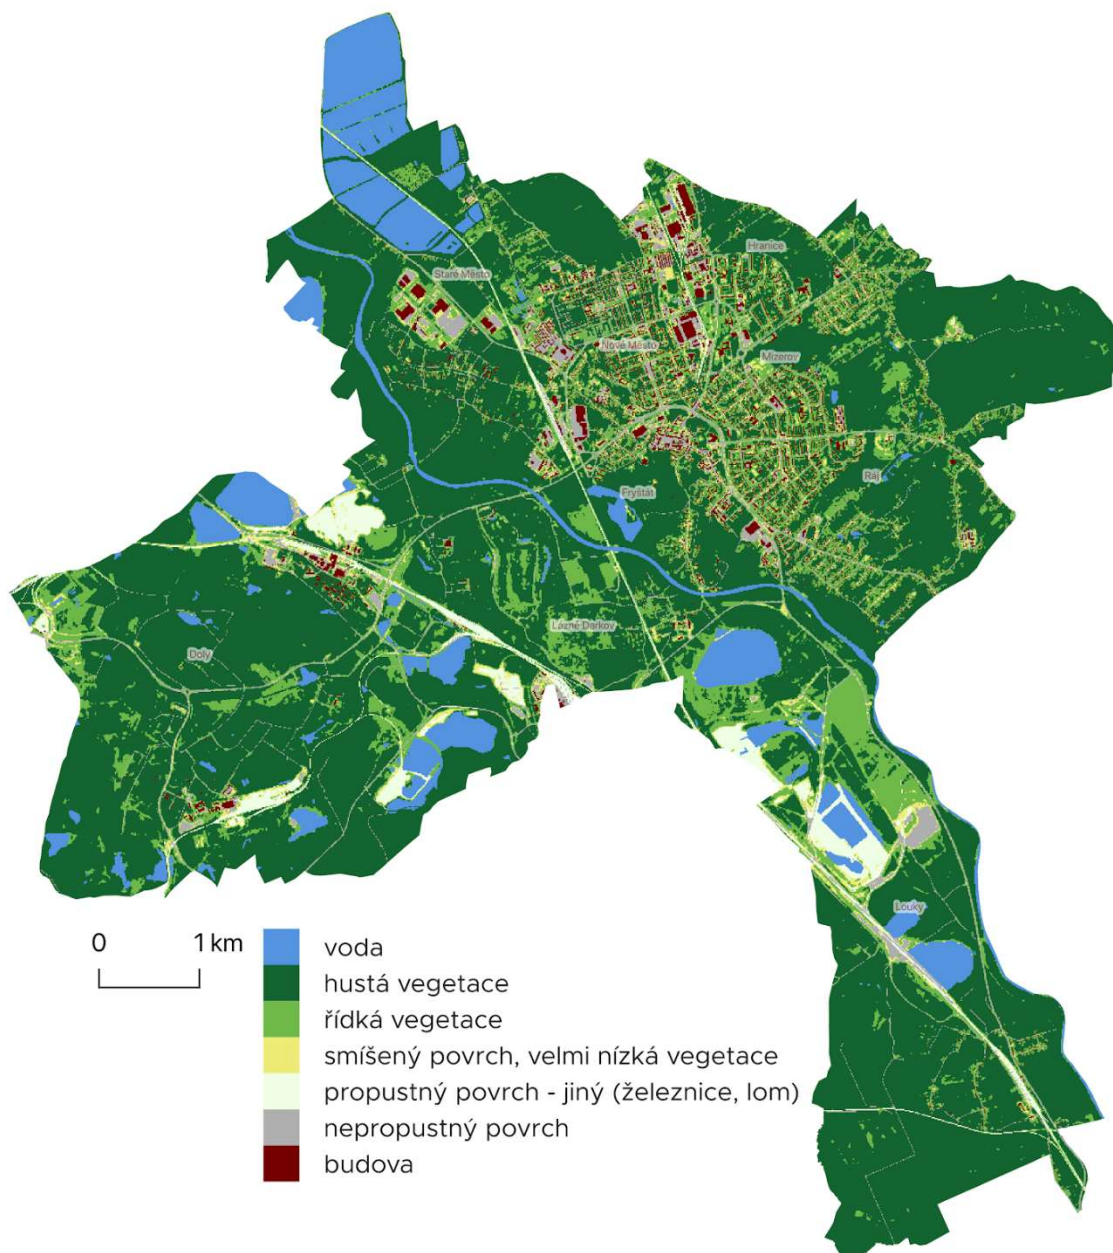 Hranice
Staré Město
Nové Město
Mizerov
Ráj
Fryštát
Lázně Darkov
Doly
Louky
0 1 km
voda
hustá vegetace
řídká vegetace
smíšený povrch, velmi nízká vegetace
propustný povrch - jiný (železnice, lom)
nepropustný povrch
budova